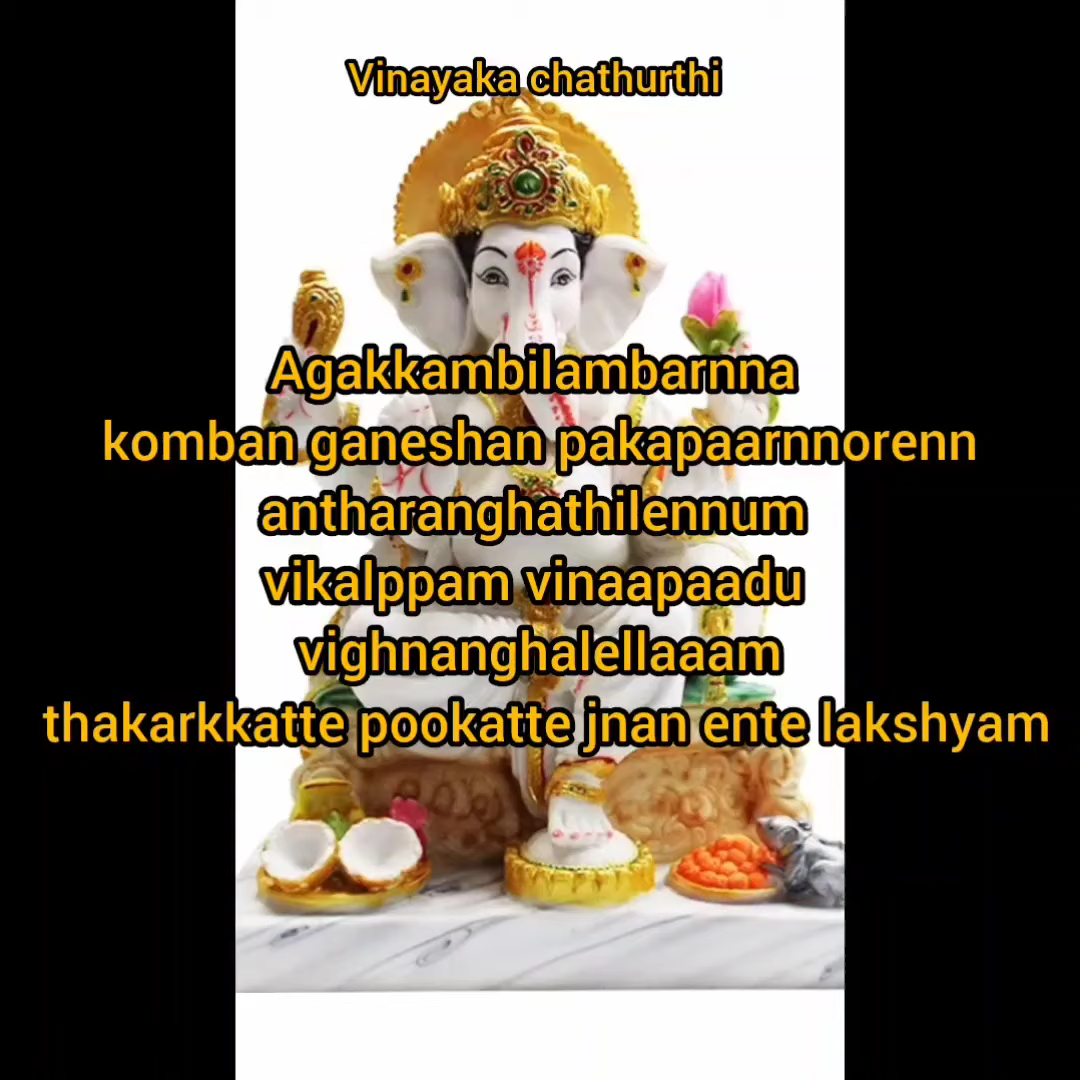 Vinayaka chathurthi
Agakkambilambarnna
komban ganeshan pakapaarnnorenn
antharanghathilennum
vikalppam vinaapaadu
vighnanghalellaaam
thakarkkatte pookatte jnan ente lakshyam